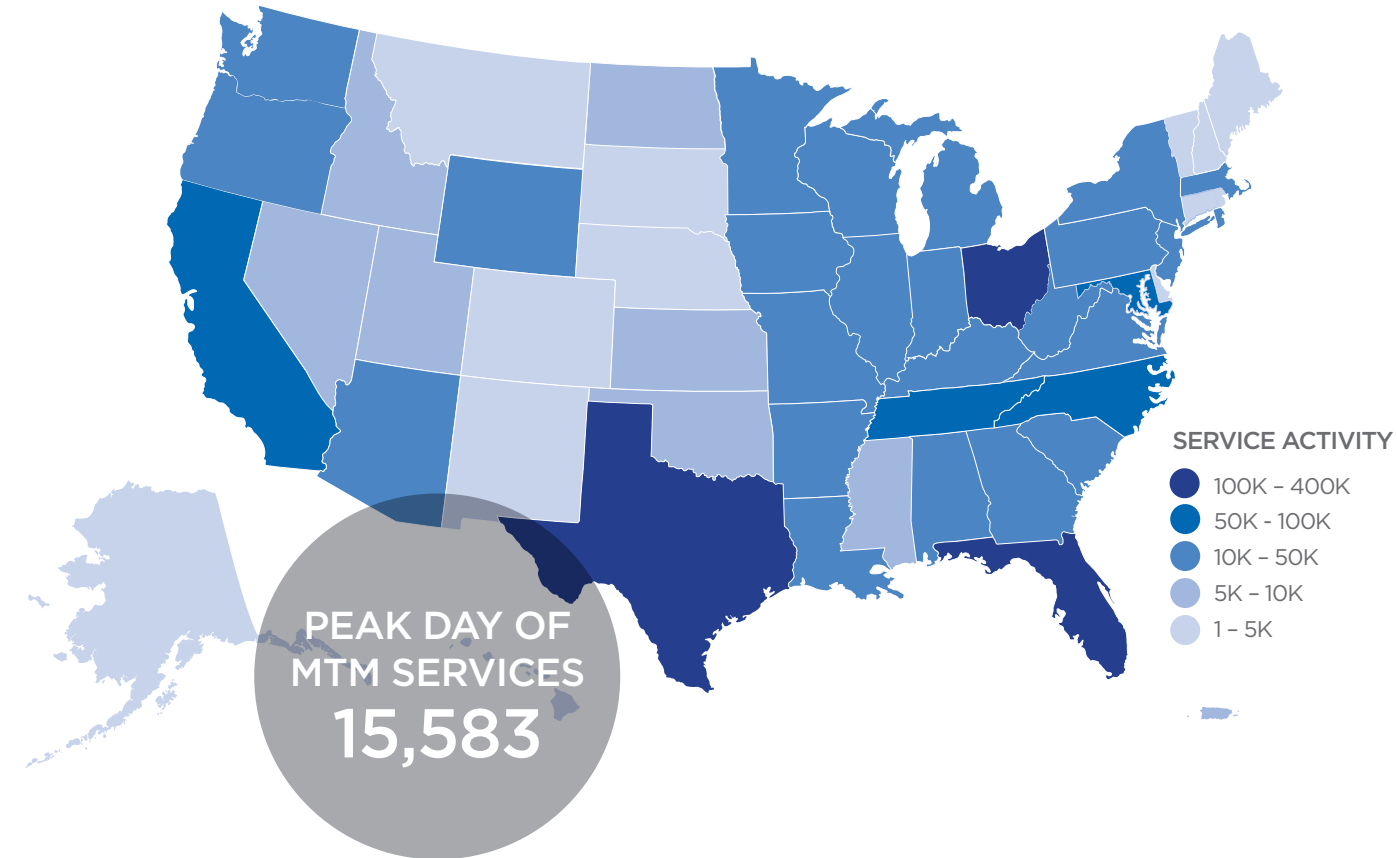 SERVICE ACTIVITY
100K – 400K
50K - 100K
10K – 50K
5K – 10K
1 – 5K
PEAK DAY OF
MTM SERVICES
15,583